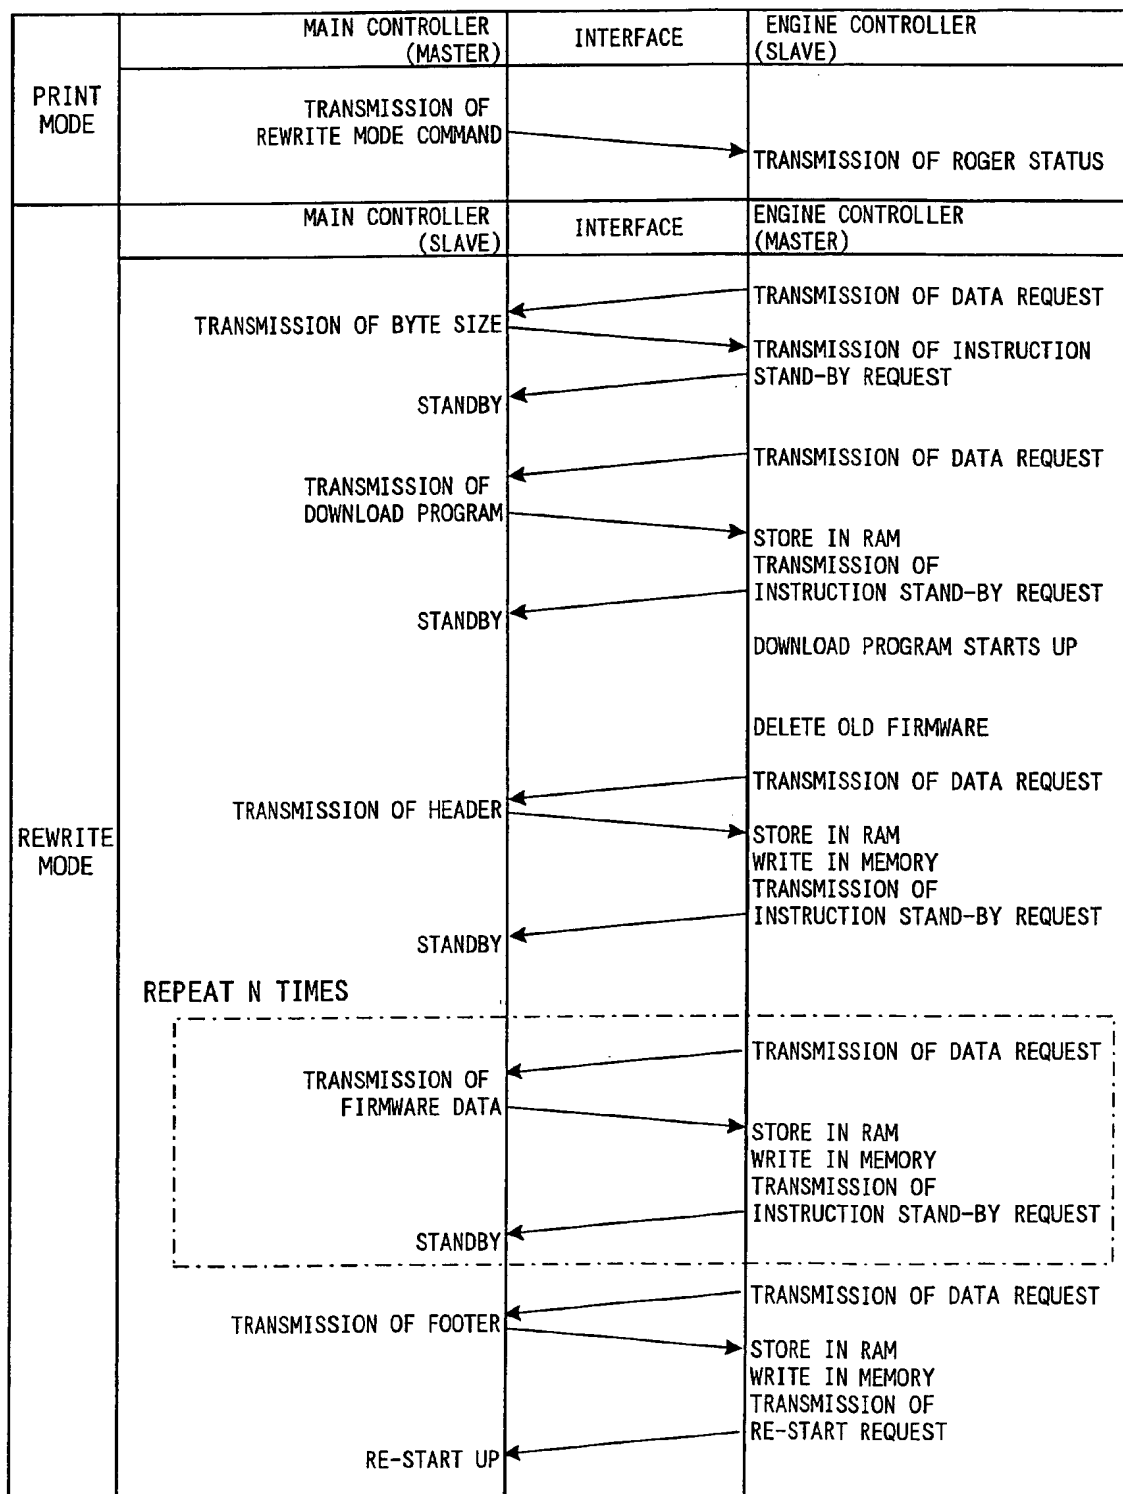 MAIN CONTROLLER
(MASTER)
INTERFACE
ENGINE CONTROLLER
(SLAVE)
PRINT
MODE
TRANSMISSION OF
REWRITE MODE COMMAND
TRANSMISSION OF ROGER STATUS
MAIN CONTROLLER
(SLAVE)
INTERFACE
ENGINE CONTROLLER
(MASTER)
REWRITE
MODE
TRANSMISSION OF DATA REQUEST
TRANSMISSION OF BYTE SIZE
TRANSMISSION OF INSTRUCTION
STAND-BY REQUEST
STANDBY
TRANSMISSION OF DATA REQUEST
TRANSMISSION OF
DOWNLOAD PROGRAM
STORE IN RAM
TRANSMISSION OF
INSTRUCTION STAND-BY REQUEST
STANDBY
DOWNLOAD PROGRAM STARTS UP
DELETE OLD FIRMWARE
TRANSMISSION OF DATA REQUEST
TRANSMISSION OF HEADER
STORE IN RAM
WRITE IN MEMORY
TRANSMISSION OF
INSTRUCTION STAND-BY REQUEST
STANDBY
REPEAT N TIMES
TRANSMISSION OF DATA REQUEST
TRANSMISSION OF
FIRMWARE DATA
STORE IN RAM
WRITE IN MEMORY
TRANSMISSION OF
INSTRUCTION STAND-BY REQUEST
STANDBY
TRANSMISSION OF DATA REQUEST
TRANSMISSION OF FOOTER
STORE IN RAM
WRITE IN MEMORY
TRANSMISSION OF
RE-START REQUEST
RE-START UP